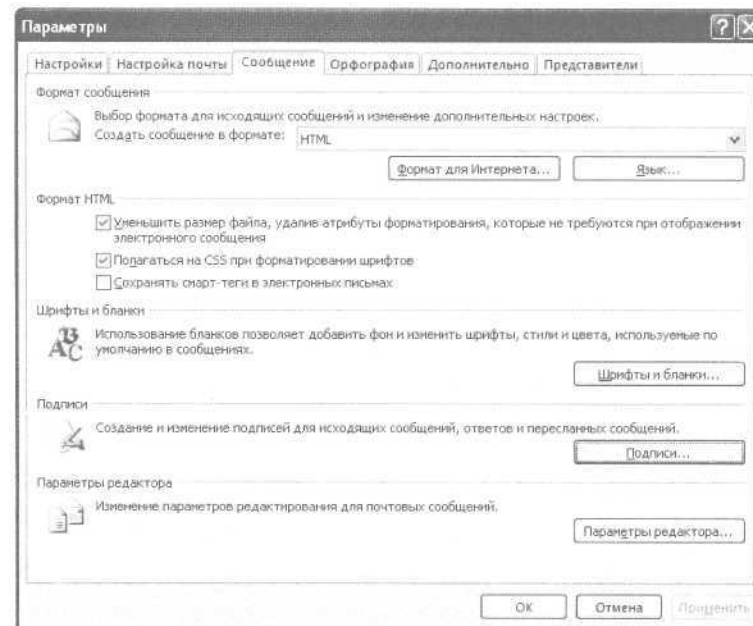 Параметры
Настройки Настройка почты Сообщение Орфография Дополнительно Представители
Формат сообщения
Выбор формата для исходящих сообщений и изменение дополнительных настроек.
Создать сообщение в формате: HTML
Формат для Интернета... Язык...
Формат HTML
Уменьшить размер файла, удалив атрибуты форматирования, которые не требуются при отображении
электронного сообщения
Полагаться на CSS при форматировании шрифтов
Сохранять смарт-теги в электронных письмах
Шрифты и бланки
Использование бланков позволяет добавить фон и изменить шрифты, стили и цвета, используемые по
умолчанию в сообщениях.
Шрифты и бланки...
Подписи
Создание и изменение подписей для исходящих сообщений, ответов и пересланных сообщений.
Подписи...
Параметры редактора
Изменение параметров редактирования для почтовых сообщений.
Параметры редактора...
ОК Отмена Применить